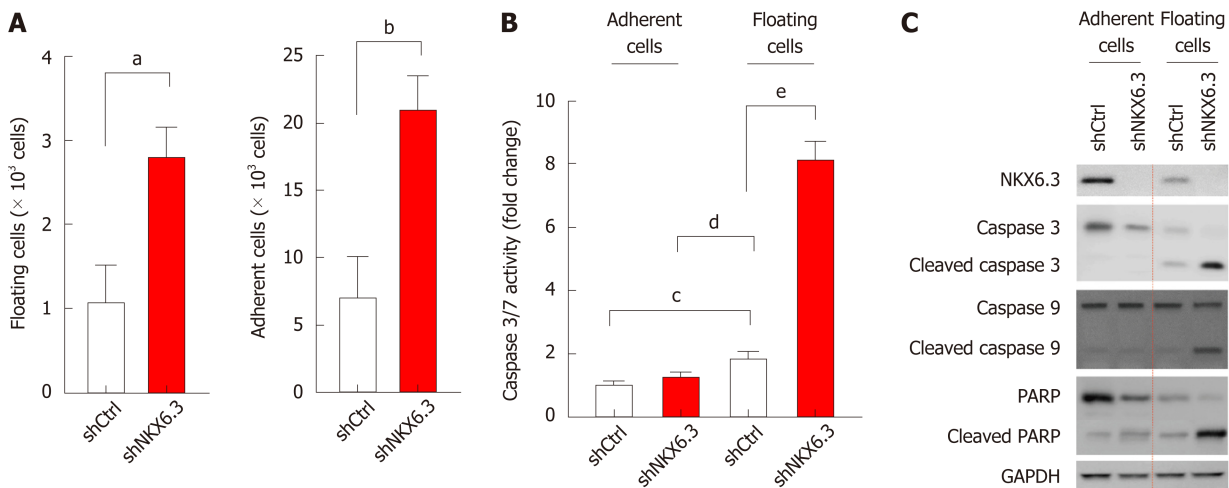 A
Floating cells (× 10³ cells)
4
3
2
1
0
a
shCtrl
shNKX6.3
Adherent cells (× 10³ cells)
25
20
15
10
5
0
b
shCtrl
shNKX6.3
B
Adherent
cells
Floating
cells
Caspase 3/7 activity (fold change)
10
8
6
4
2
0
e
d
c
shCtrl
shNKX6.3
shCtrl
shNKX6.3
C
Adherent
cells
Floating
cells
shCtrl
shNKX6.3
shCtrl
shNKX6.3
NKX6.3
Caspase 3
Cleaved caspase 3
Caspase 9
Cleaved caspase 9
PARP
Cleaved PARP
GAPDH